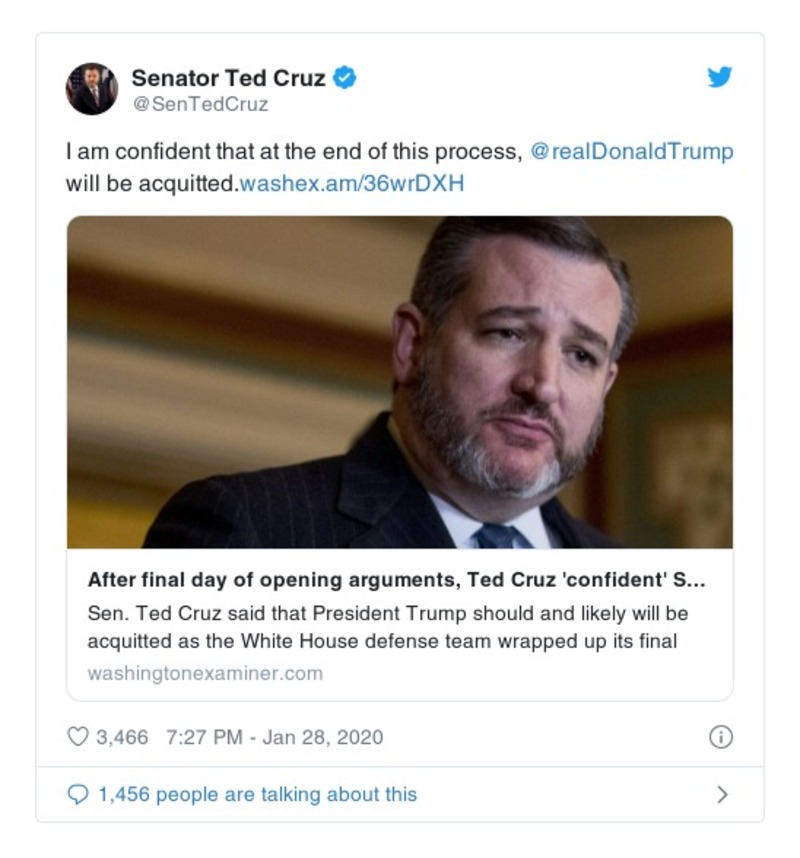 Senator Ted Cruz
@SenTedCruz
I am confident that at the end of this process, @realDonaldTrump
will be acquitted.washex.am/36wrDXH
After final day of opening arguments, Ted Cruz 'confident' S...
Sen. Ted Cruz said that President Trump should and likely will be
acquitted as the White House defense team wrapped up its final
washingtonexaminer.com
3,466 7:27 PM - Jan 28, 2020
1,456 people are talking about this